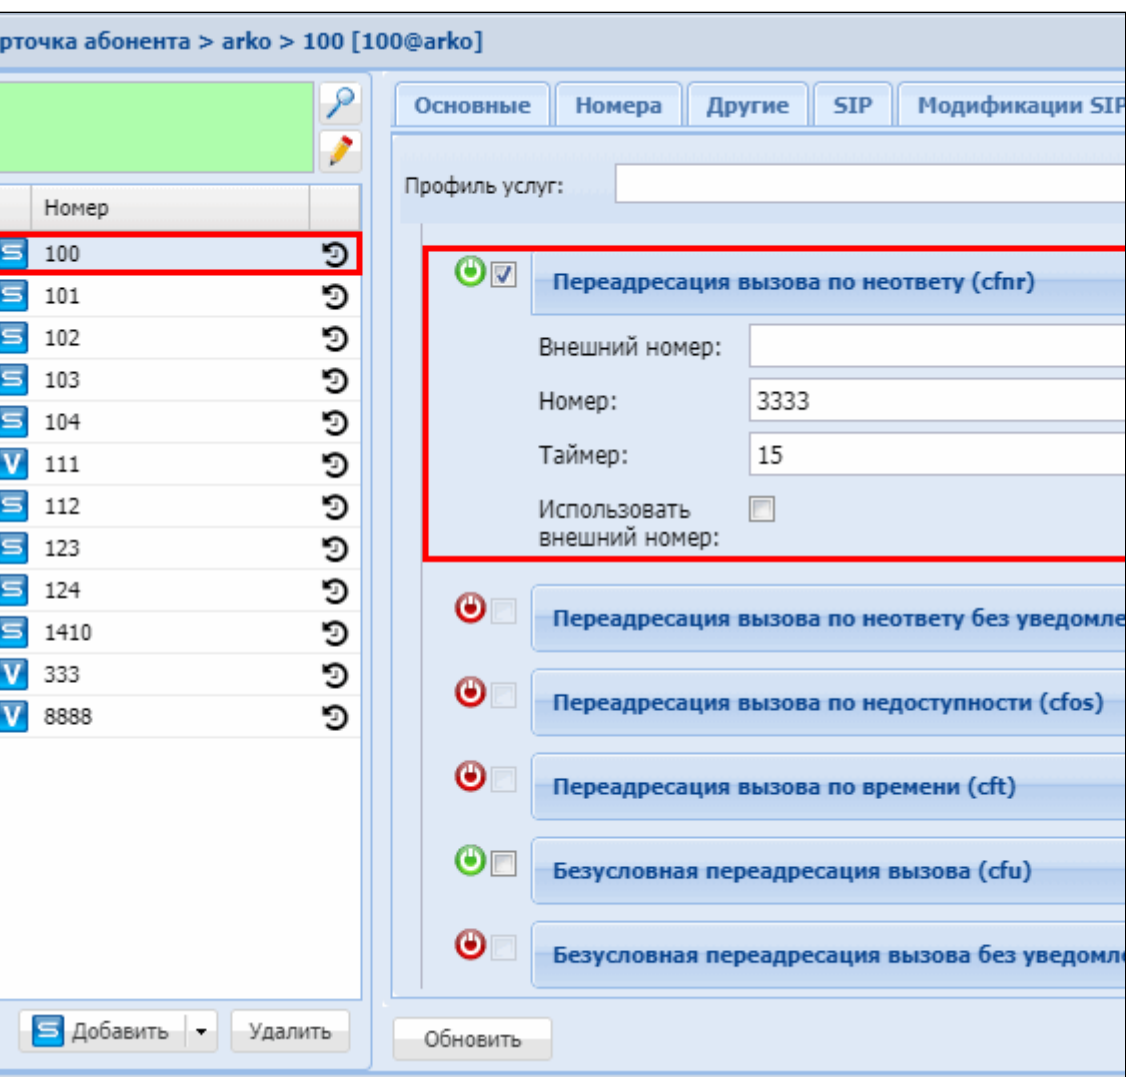 рточка абонента > arko > 100 [100@arko]
Номер
100
101
102
103
104
111
112
123
124
1410
333
8888
Добавить
Удалить
Основные
Номера
Другие
SIP
Модификации SIP
Профиль услуг:
Переадресация вызова по неответу (cfnr)
Внешний номер:
Номер: 3333
Таймер: 15
Использовать
внешний номер:
Переадресация вызова по неответу без уведомле
Переадресация вызова по недоступности (cfos)
Переадресация вызова по времени (cft)
Безусловная переадресация вызова (cfu)
Безусловная переадресация вызова без уведомл
Обновить